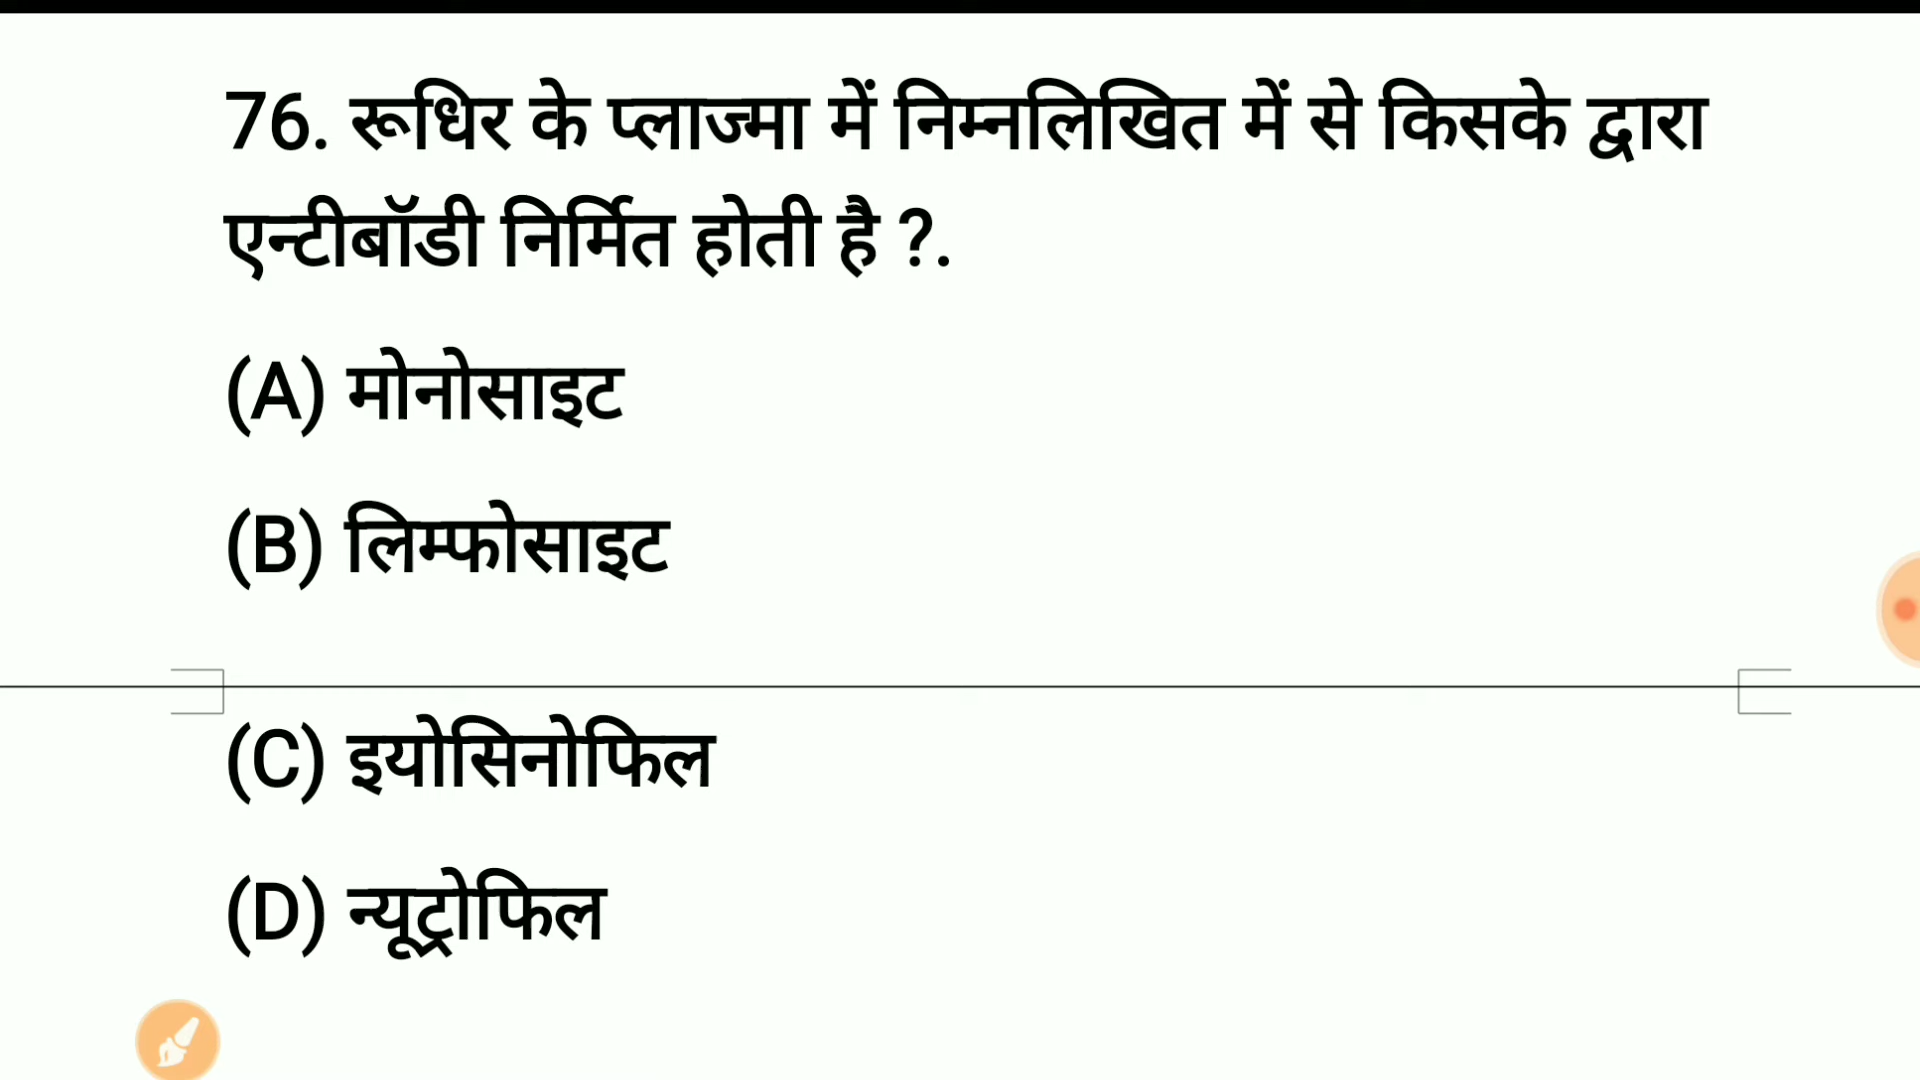 76. रूधिर के प्लाज्मा में निम्नलिखित में से किसके द्वारा
एन्टीबॉडी निर्मित होती है ?.
(A) मोनोसाइट
(B) लिम्फोसाइट
(C) इयोसिनोफिल
(D) न्यूट्रोफिल